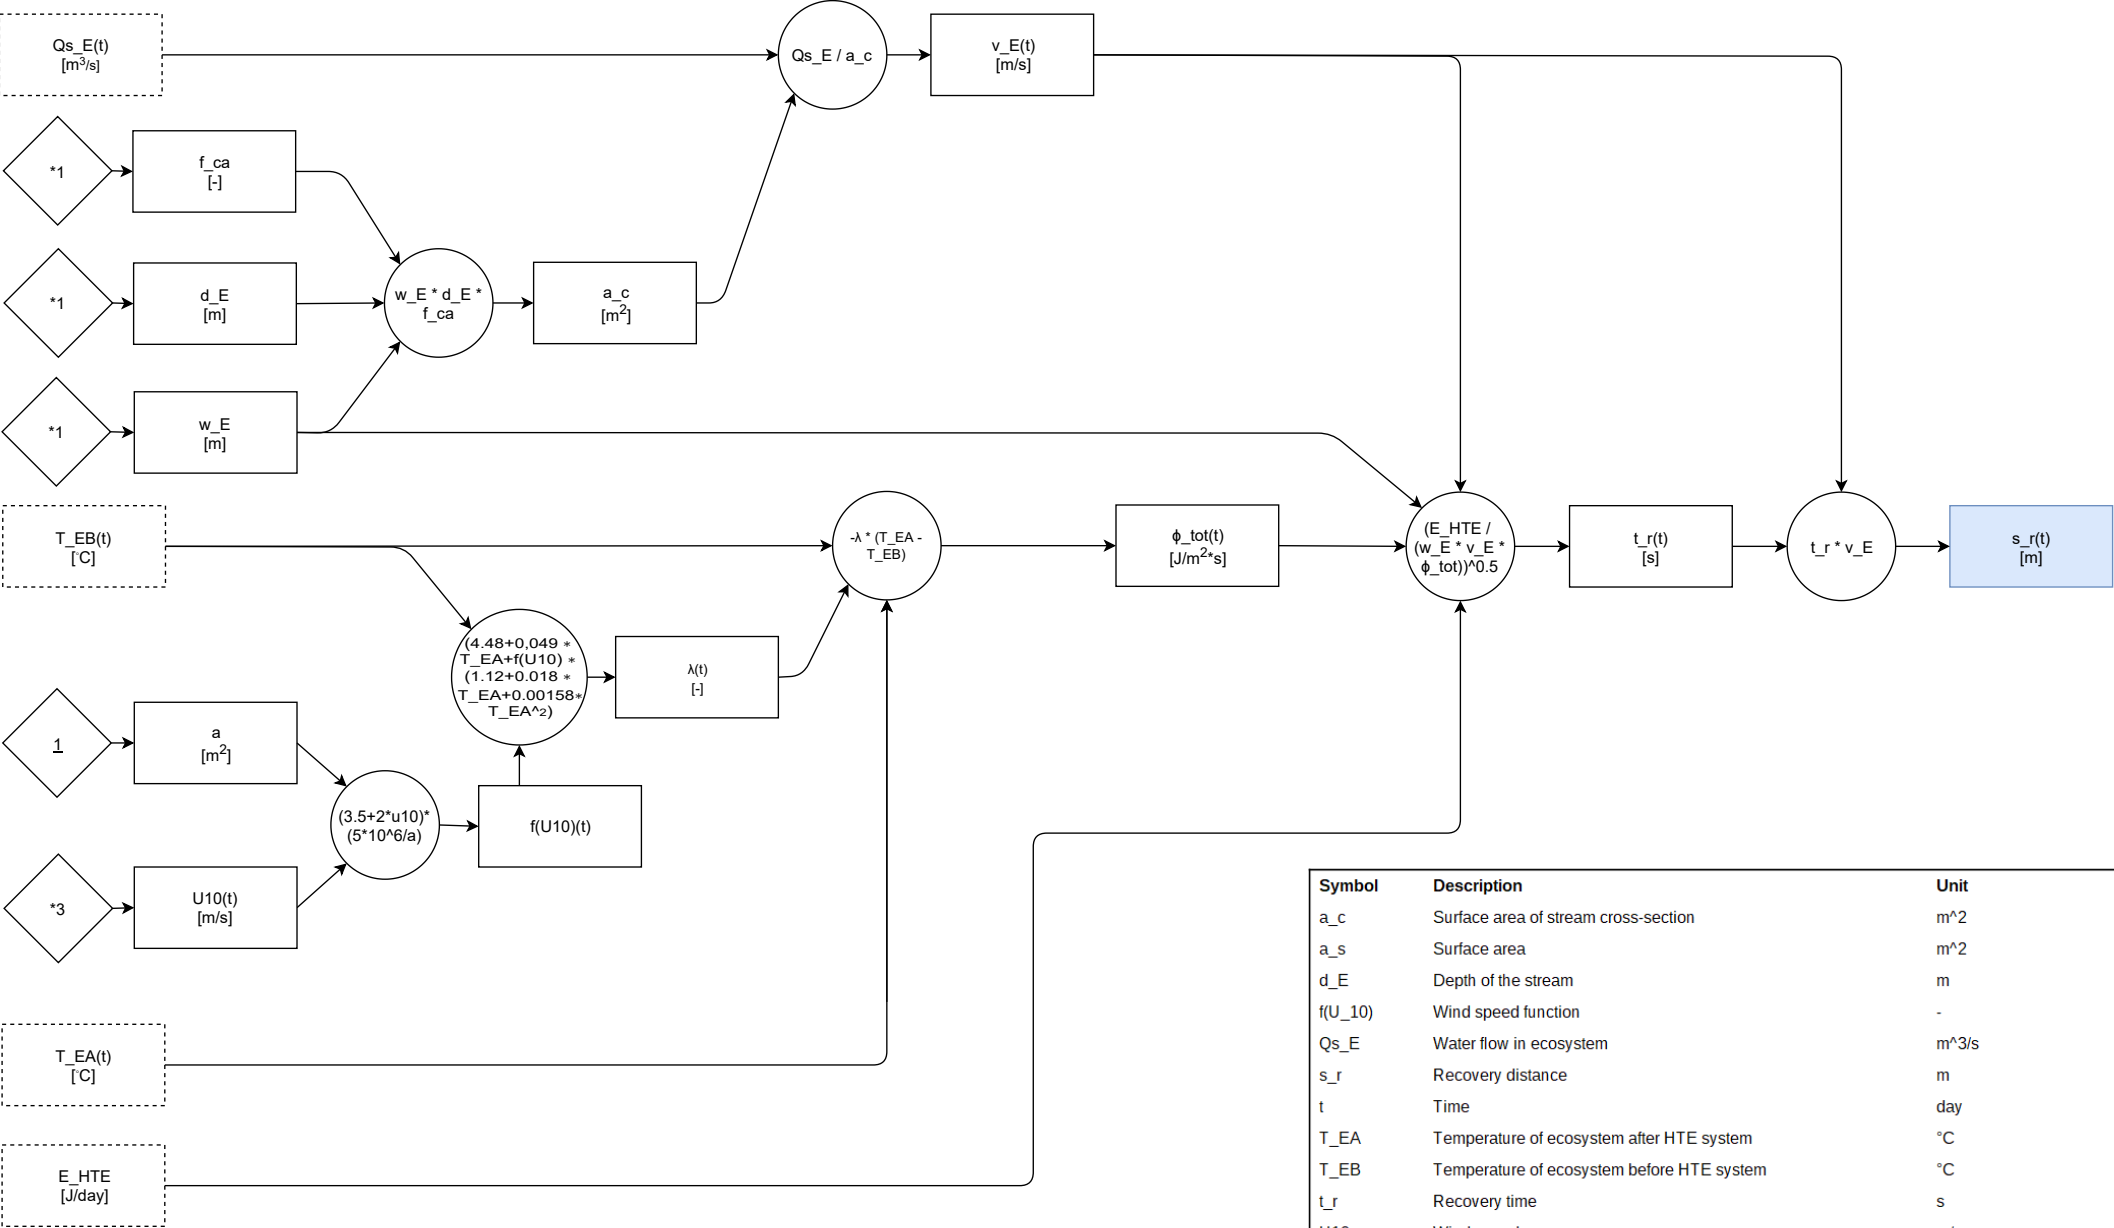 Qs_E(t)
[m³/s]
Qs_E / a_c
v_E(t)
[m/s]
*1
f_ca
[-]
*1
d_E
[m]
w_E * d_E *
f_ca
a_c
[m²]
*1
w_E
[m]
T_EB(t)
[°C]
-λ * (T_EA -
T_EB)
ϕ_tot(t)
[J/m²*s]
(E_HTE /
(w_E * v_E *
ϕ_tot))^0.5
t_r(t)
[s]
t_r * v_E
s_r(t)
[m]
(4.48+0,049 *
T_EA+f(U10) *
(1.12+0.018 *
T_EA+0.00158*
T_EA^2)
λ(t)
[-]
1
a
[m²]
(3.5+2*u10)*
(5*10^6/a)
f(U10)(t)
*3
U10(t)
[m/s]
T_EA(t)
[°C]
E_HTE
[J/day]
Symbol Description Unit
a_c Surface area of stream cross-section m^2
a_s Surface area m^2
d_E Depth of the stream m
f(U_10) Wind speed function -
Qs_E Water flow in ecosystem m^3/s
s_r Recovery distance m
t Time day
T_EA Temperature of ecosystem after HTE system °C
T_EB Temperature of ecosystem before HTE system °C
t_r Recovery time s